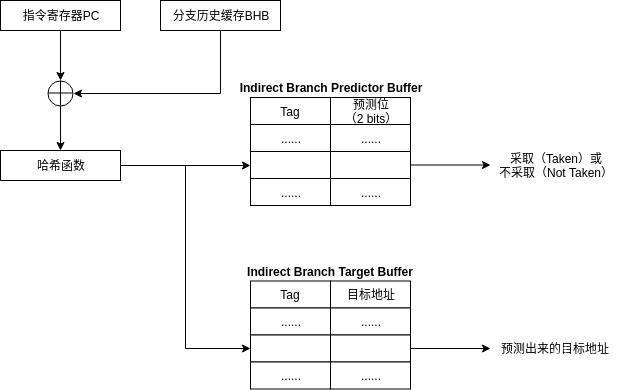 指令寄存器PC
分支历史缓存BHB
Indirect Branch Predictor Buffer
Tag
预测位
（2 bits）
......
......
......
......
哈希函数
采取（Taken）或
不采取（Not Taken）
Indirect Branch Target Buffer
Tag
目标地址
......
......
......
......
预测出来的目标地址